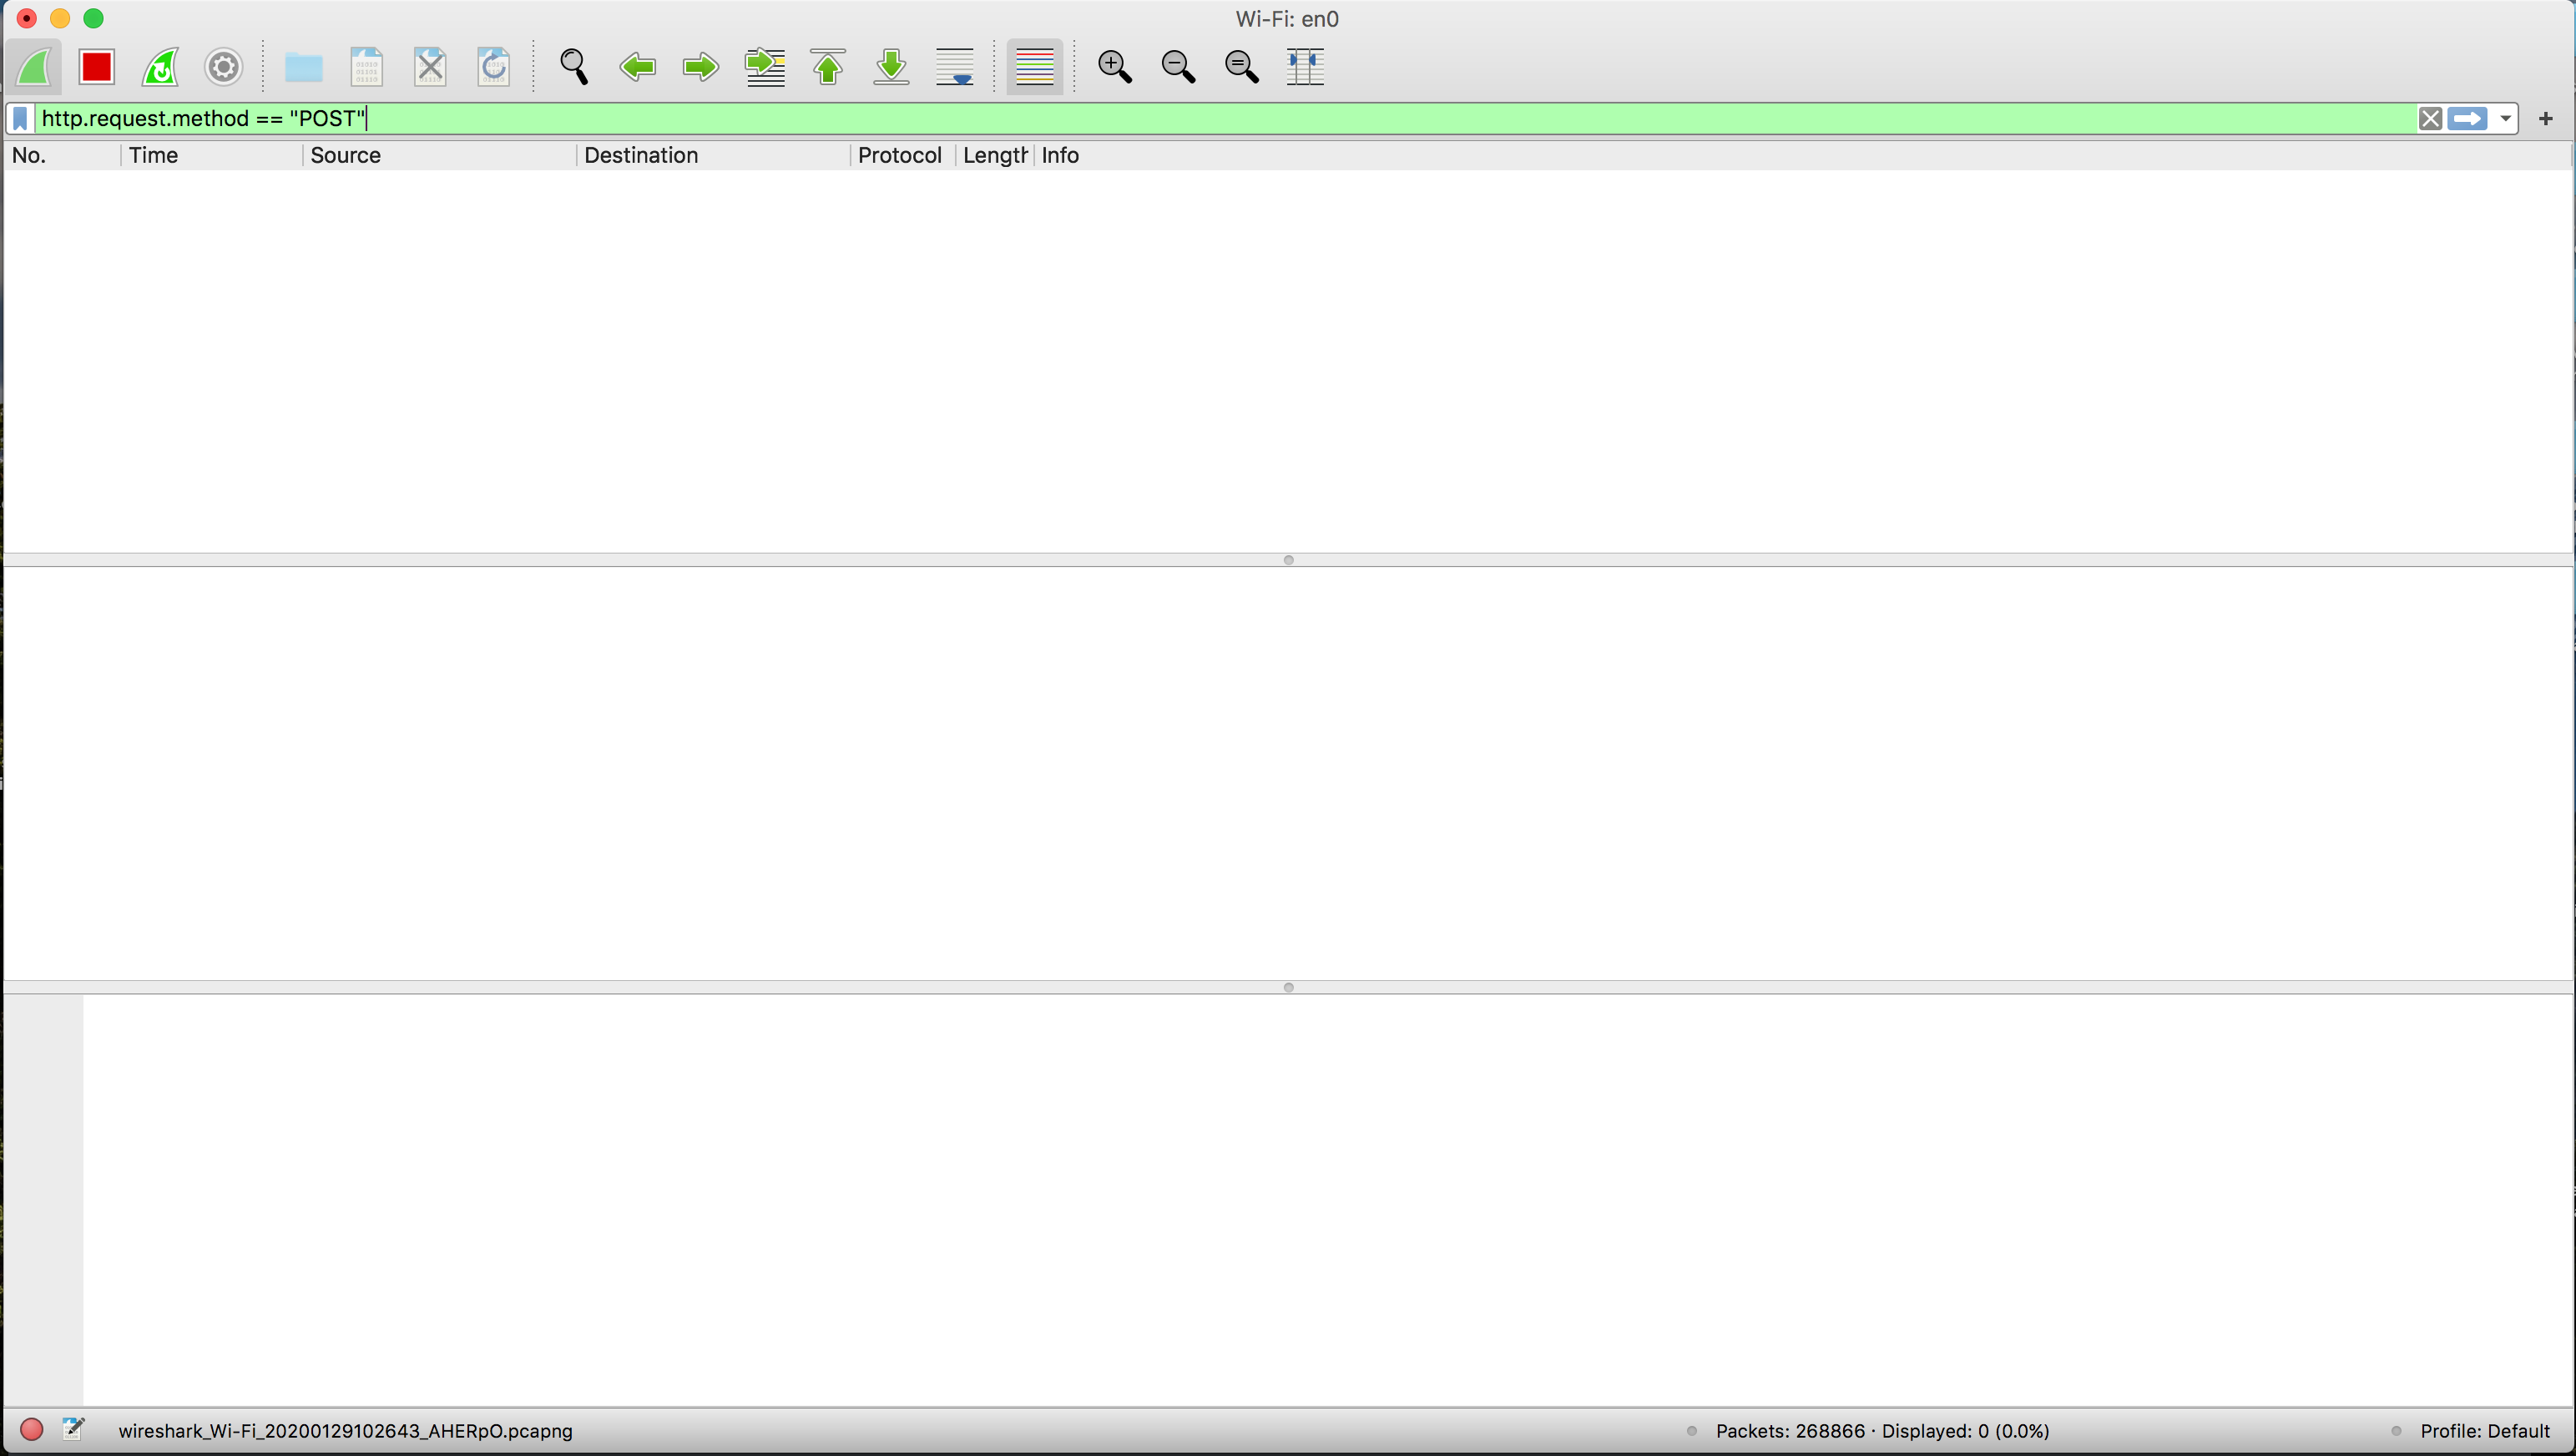 Wi-Fi: en0
http.request.method == "POST"
No. Time Source Destination Protocol Length Info
wireshark_Wi-Fi_20200129102643_AHERpO.pcapng Packets: 268866 · Displayed: 0 (0.0%) Profile: Default